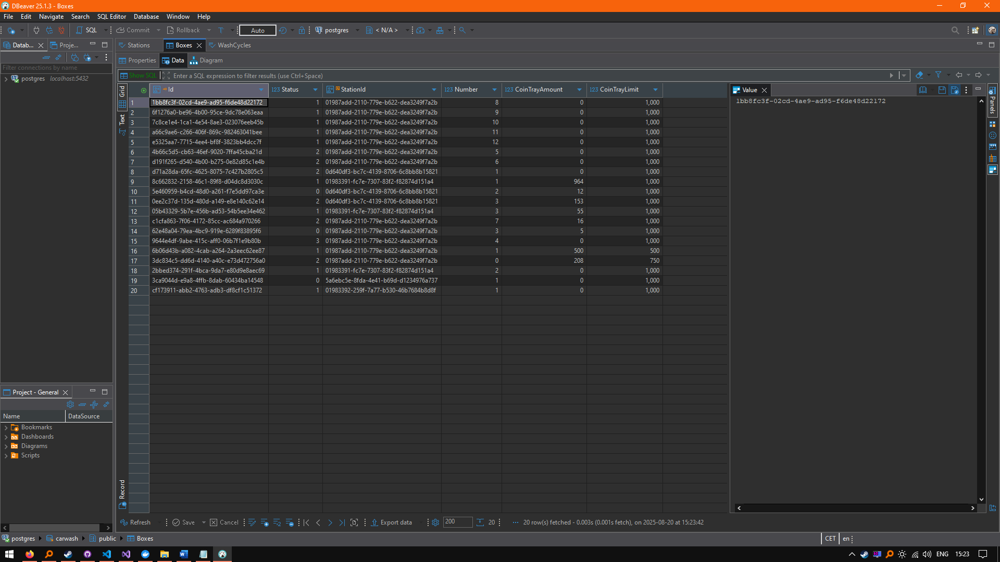 DBeaver 25.1.3 - Boxes
File Edit Navigate Search SQL Editor Database Window Help
SQL Commit Rollback T Auto postgres < N/A >
Datab... Proje... Stations Boxes WashCycles
Properties Data Diagram
Filter connections by name
postgres localhost:5432
Show SQL Enter a SQL expression to filter results (use Ctrl+Space)
Grid
Text
Record
Id 123 Status StationId 123 Number 123 CoinTrayAmount 123 CoinTrayLimit
1 1bb8fc3f-02cd-4ae9-ad95-f6de48d22172 1 01987add-2110-779e-b622-dea3249f7a2b 8 0 1,000
2 6f1276a0-be96-4b00-95ce-9dc78e063eaa 1 01987add-2110-779e-b622-dea3249f7a2b 9 0 1,000
3 7c8ce1e4-1ca1-4e54-8ae3-023076eeb45b 1 01987add-2110-779e-b622-dea3249f7a2b 10 0 1,000
4 a66c9ae6-c266-406f-869c-982463041bee 1 01987add-2110-779e-b622-dea3249f7a2b 11 0 1,000
5 e5325aa7-7715-4ee4-bf8f-3823bb4dcc7f 1 01987add-2110-779e-b622-dea3249f7a2b 12 0 1,000
6 4b66c5d5-cb63-46ef-9020-7ffa45cba21d 2 01987add-2110-779e-b622-dea3249f7a2b 5 0 1,000
7 d191f265-d540-4b00-b275-0e82d85c1e4b 2 01987add-2110-779e-b622-dea3249f7a2b 6 0 1,000
8 d71a28da-65fc-4625-8075-7c427b2805c5 2 0d640df3-bc7c-4139-8706-6c8bb8b15821 1 0 1,000
9 8c662832-2158-46c1-89f8-d04dc8d3030c 1 01983391-fc7e-7307-83f2-f82874d151a4 1 964 1,000
10 5e460959-b4cd-48d0-a261-f7e5dd97ca3e 0 0d640df3-bc7c-4139-8706-6c8bb8b15821 2 12 1,000
11 0ee2c37d-135d-480d-a149-e8e140c62e14 2 0d640df3-bc7c-4139-8706-6c8bb8b15821 3 153 1,000
12 05b43329-5b7e-456b-ad53-54b5ee34e462 1 01983391-fc7e-7307-83f2-f82874d151a4 3 55 1,000
13 c1cfa863-7f06-4172-85cc-ac684a970266 2 01987add-2110-779e-b622-dea3249f7a2b 7 16 1,000
14 62e48a04-79ea-4bc9-919e-6289f83895f6 0 01987add-2110-779e-b622-dea3249f7a2b 3 5 1,000
15 9644e4df-9abe-415c-aff0-06b7f1e9b80b 3 01987add-2110-779e-b622-dea3249f7a2b 4 0 1,000
16 6b06d43b-a082-4cab-a264-2a3eec62ee87 1 01987add-2110-779e-b622-dea3249f7a2b 1 500 500
17 3dc834c5-dd6d-4140-a40c-e73d472756a0 2 01987add-2110-779e-b622-dea3249f7a2b 0 208 750
18 2bbed374-291f-4bca-9da7-e80d9e8aec69 1 01983391-fc7e-7307-83f2-f82874d151a4 2 0 1,000
19 3ca9044d-e9a8-4ffb-8dab-60434ba14548 0 5a6ebc5e-8fda-4e41-b69d-d1234976a737 1 0 1,000
20 cf173911-abb2-4763-adb3-df8cf1c51372 1 01983392-259f-7a77-b530-46b7684b8d8f 1 0 1,000
Value
1bb8fc3f-02cd-4ae9-ad95-f6de48d22172
Panels
Project - General
Name DataSource
Bookmarks
Dashboards
Diagrams
Scripts
Refresh Save Cancel Export data 200 20 ... 20 row(s) fetched - 0.003s (0.001s fetch), on 2025-08-20 at 15:23:42
postgres carwash public Boxes CET en
ENG 15:23